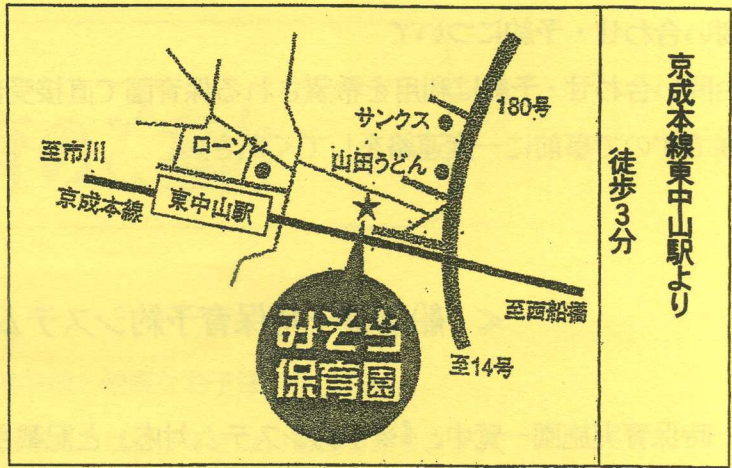 京成本線東中山駅より
徒歩3分
サンクス
180号
ローソン
山田うどん
至市川
京成本線
東中山駅
至西船橋
至14号
みそら
保育園